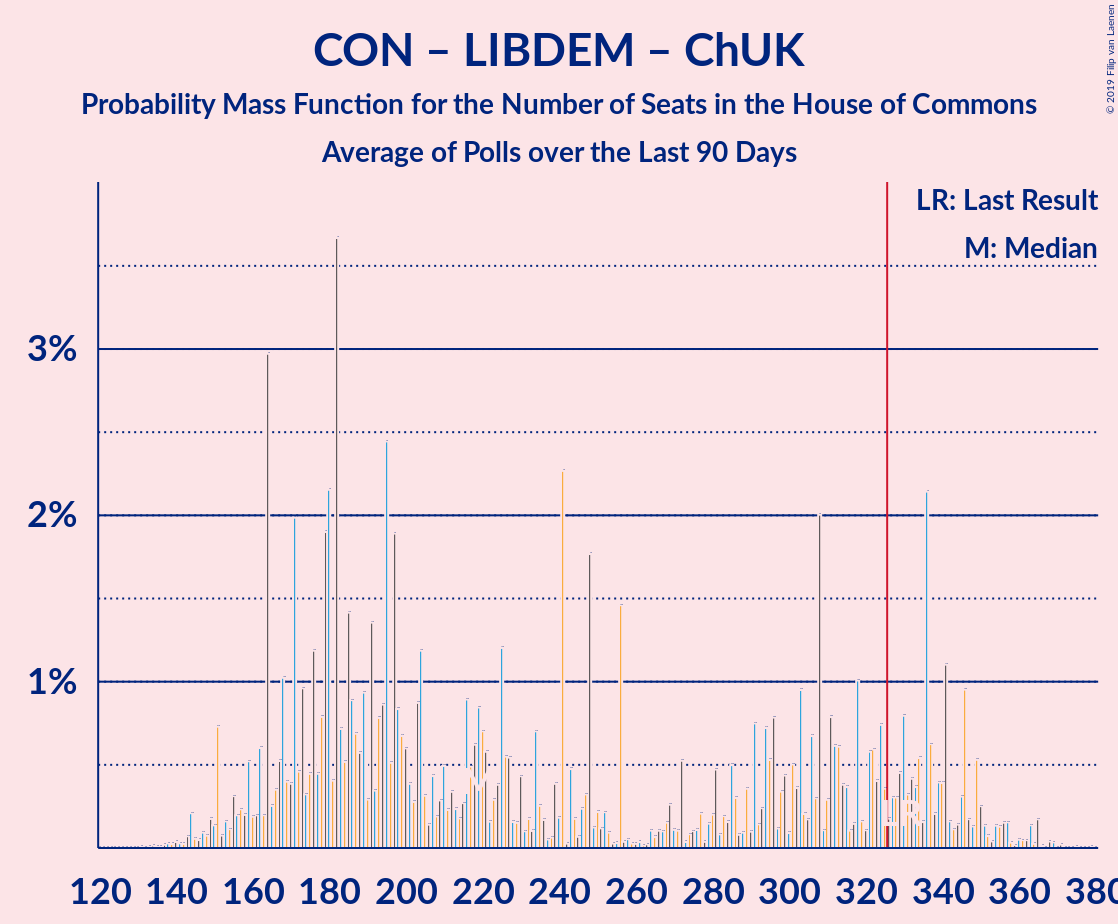 CON – LIBDEM – ChUK
Probability Mass Function for the Number of Seats in the House of Commons
Average of Polls over the Last 90 Days
© 2019 Filip van Laenen
LR: Last Result
M: Median
3%
2%
1%
120 140 160 180 200 220 240 260 280 300 320 340 360 380